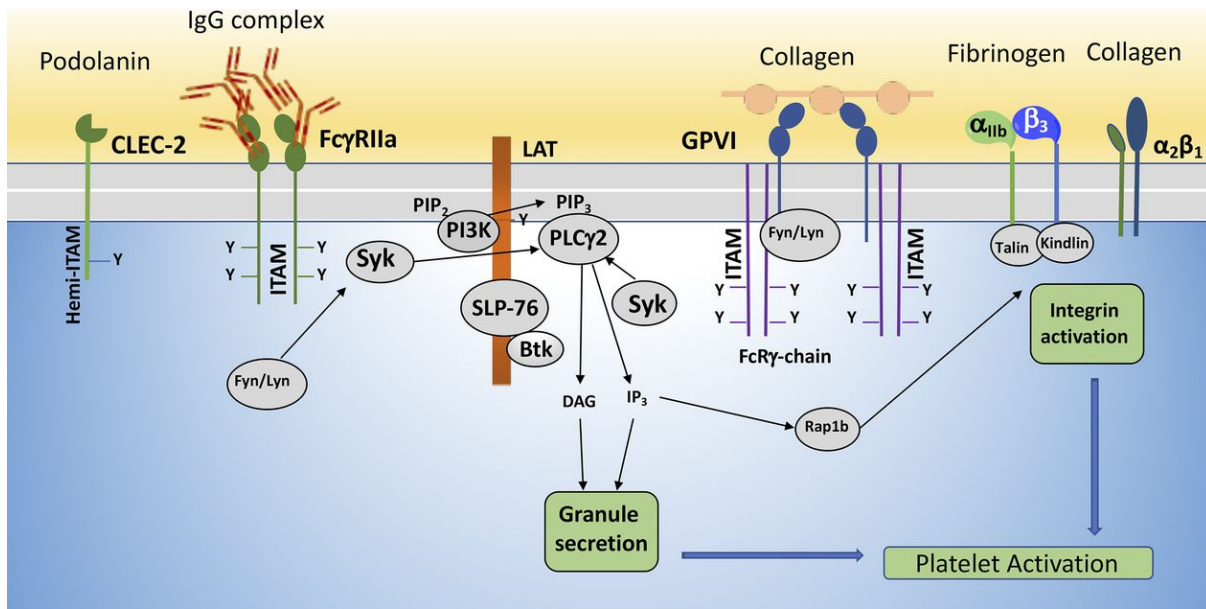 IgG complex
Podolanin
Collagen
Fibrinogen
Collagen
CLEC-2
FcγRIIa
LAT
GPVI
αIIb
β3
α2β1
PIP2
PIP3
Y
PI3K
PLCγ2
Fyn/Lyn
Talin
Kindlin
Hemi-ITAM
Y
Y
Y
Y
Y
ITAM
Syk
ITAM
ITAM
SLP-76
Syk
Btk
Y
Y
Y
Y
Y
Y
Y
Y
FcRγ-chain
Integrin
activation
Fyn/Lyn
DAG
IP3
Rap1b
Granule
secretion
Platelet Activation